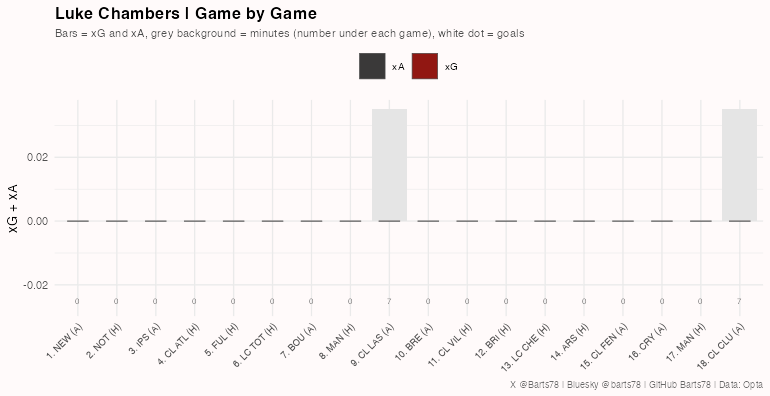 Luke Chambers | Game by Game
Bars = xG and xA, grey background = minutes (number under each game), white dot = goals
xA xG
xG + xA
0.02
0.00
-0.02
0 0 0 0 0 0 0 0 7 0 0 0 0 0 0 0 0 7
1. NEW (A)
2. NOT (H)
3. IPS (A)
4. CL ATL (H)
5. FUL (H)
6. LC TOT (H)
7. BOU (A)
8. MAN (H)
9. CL LAS (A)
10. BRE (A)
11. CL VIL (H)
12. BRI (H)
13. LC CHE (H)
14. ARS (H)
15. CL FEN (A)
16. CRY (A)
17. MAN (H)
18. CL CLU (A)
X @Barts78 | Bluesky @barts78 | GitHub Barts78 | Data: Opta